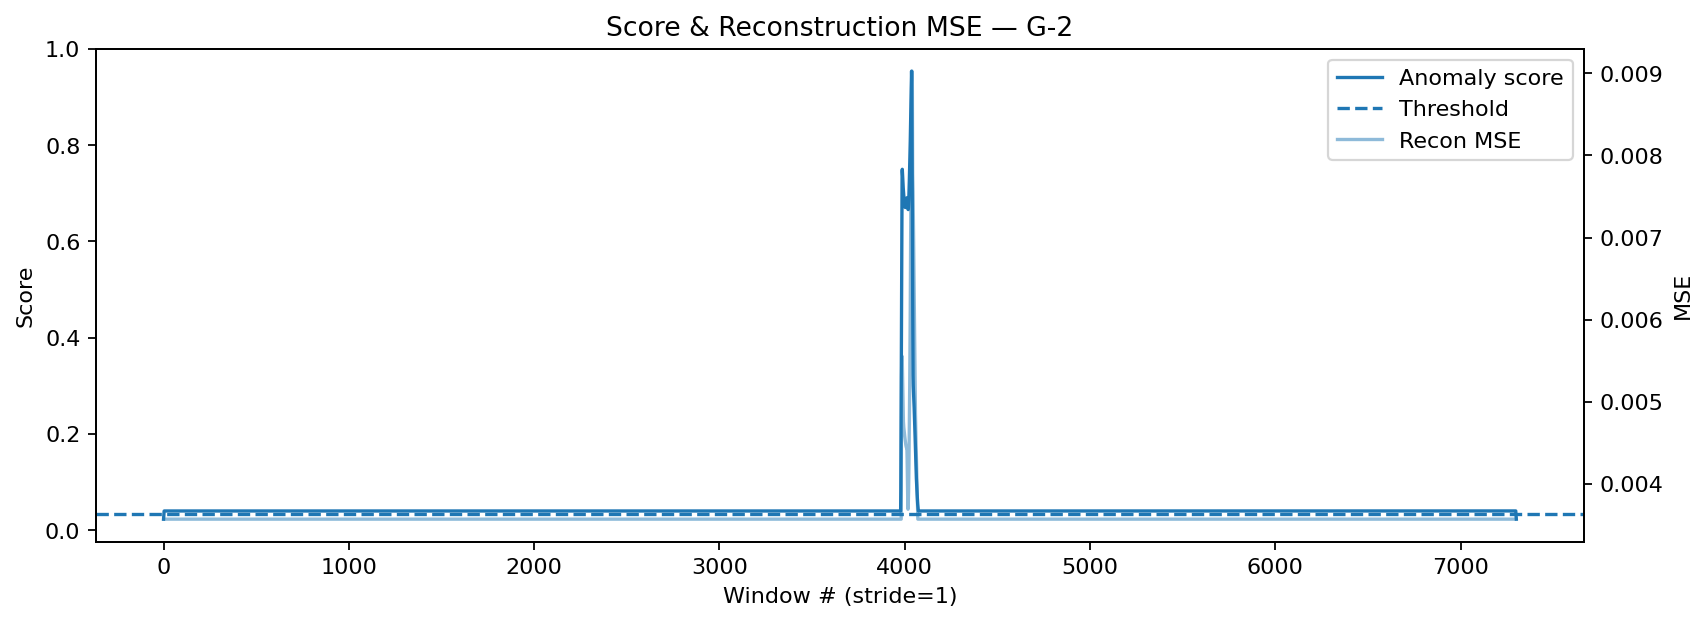 Score & Reconstruction MSE — G-2
1.0
0.8
0.6
0.4
0.2
0.0
Score
Anomaly score
Threshold
Recon MSE
0.009
0.008
0.007
0.006
0.005
0.004
MSE
0 1000 2000 3000 4000 5000 6000 7000
Window # (stride=1)